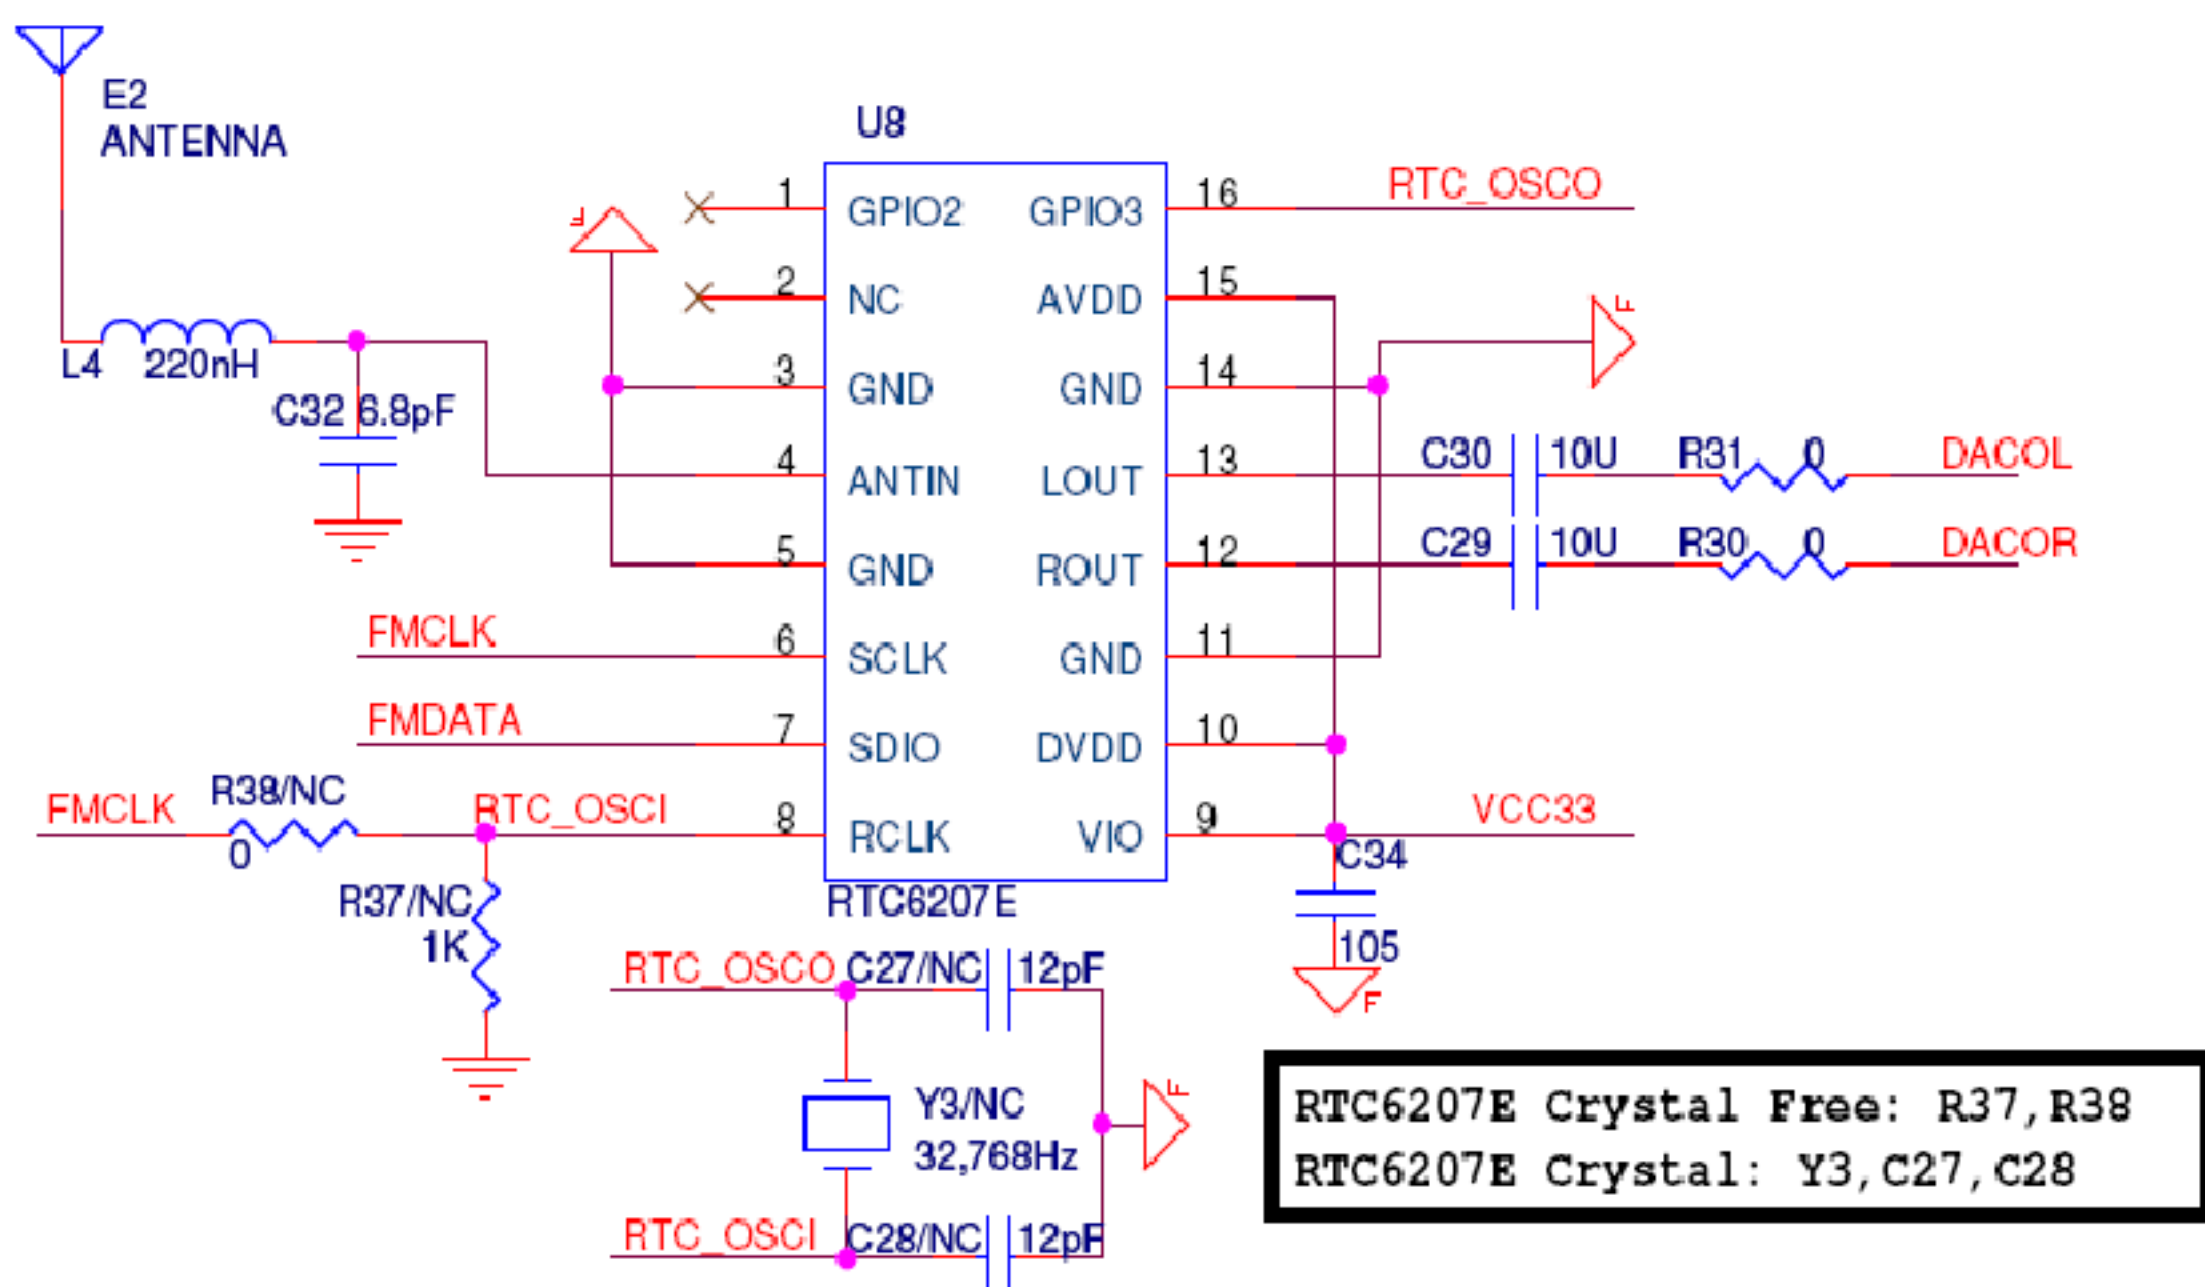 E2
ANTENNA
U8
1 GPIO2 GPIO3 16 RTC_OSCO
F
2 NC AVDD 15
F
L4 220nH
3 GND GND 14
C32 6.8pF
4 ANTIN LOUT 13 C30 10U R31 0 DACOL
5 GND ROUT 12 C29 10U R30 0 DACOR
FMCLK 6 SCLK GND 11
FMDATA 7 SDIO DVDD 10
FMCLK R38/NC 0 RTC_OSCI 8 RCLK VIO 9 VCC33
C34
105
F
R37/NC
1K
RTC6207E
RTC_OSCO C27/NC 12pF
Y3/NC
32,768Hz
F
RTC_OSCI C28/NC 12pF
RTC6207E Crystal Free: R37,R38
RTC6207E Crystal: Y3,C27,C28